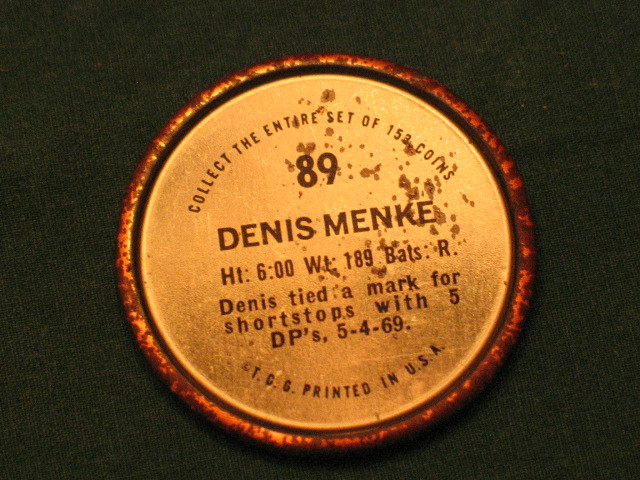 COLLECT THE ENTIRE SET OF 153 COINS
89
DENIS MENKE
Ht: 6:00 Wt: 189 Bats: R.
Denis tied a mark for
shortstops with 5
DP's, 5-4-69.
T.C.G. PRINTED IN U.S.A.